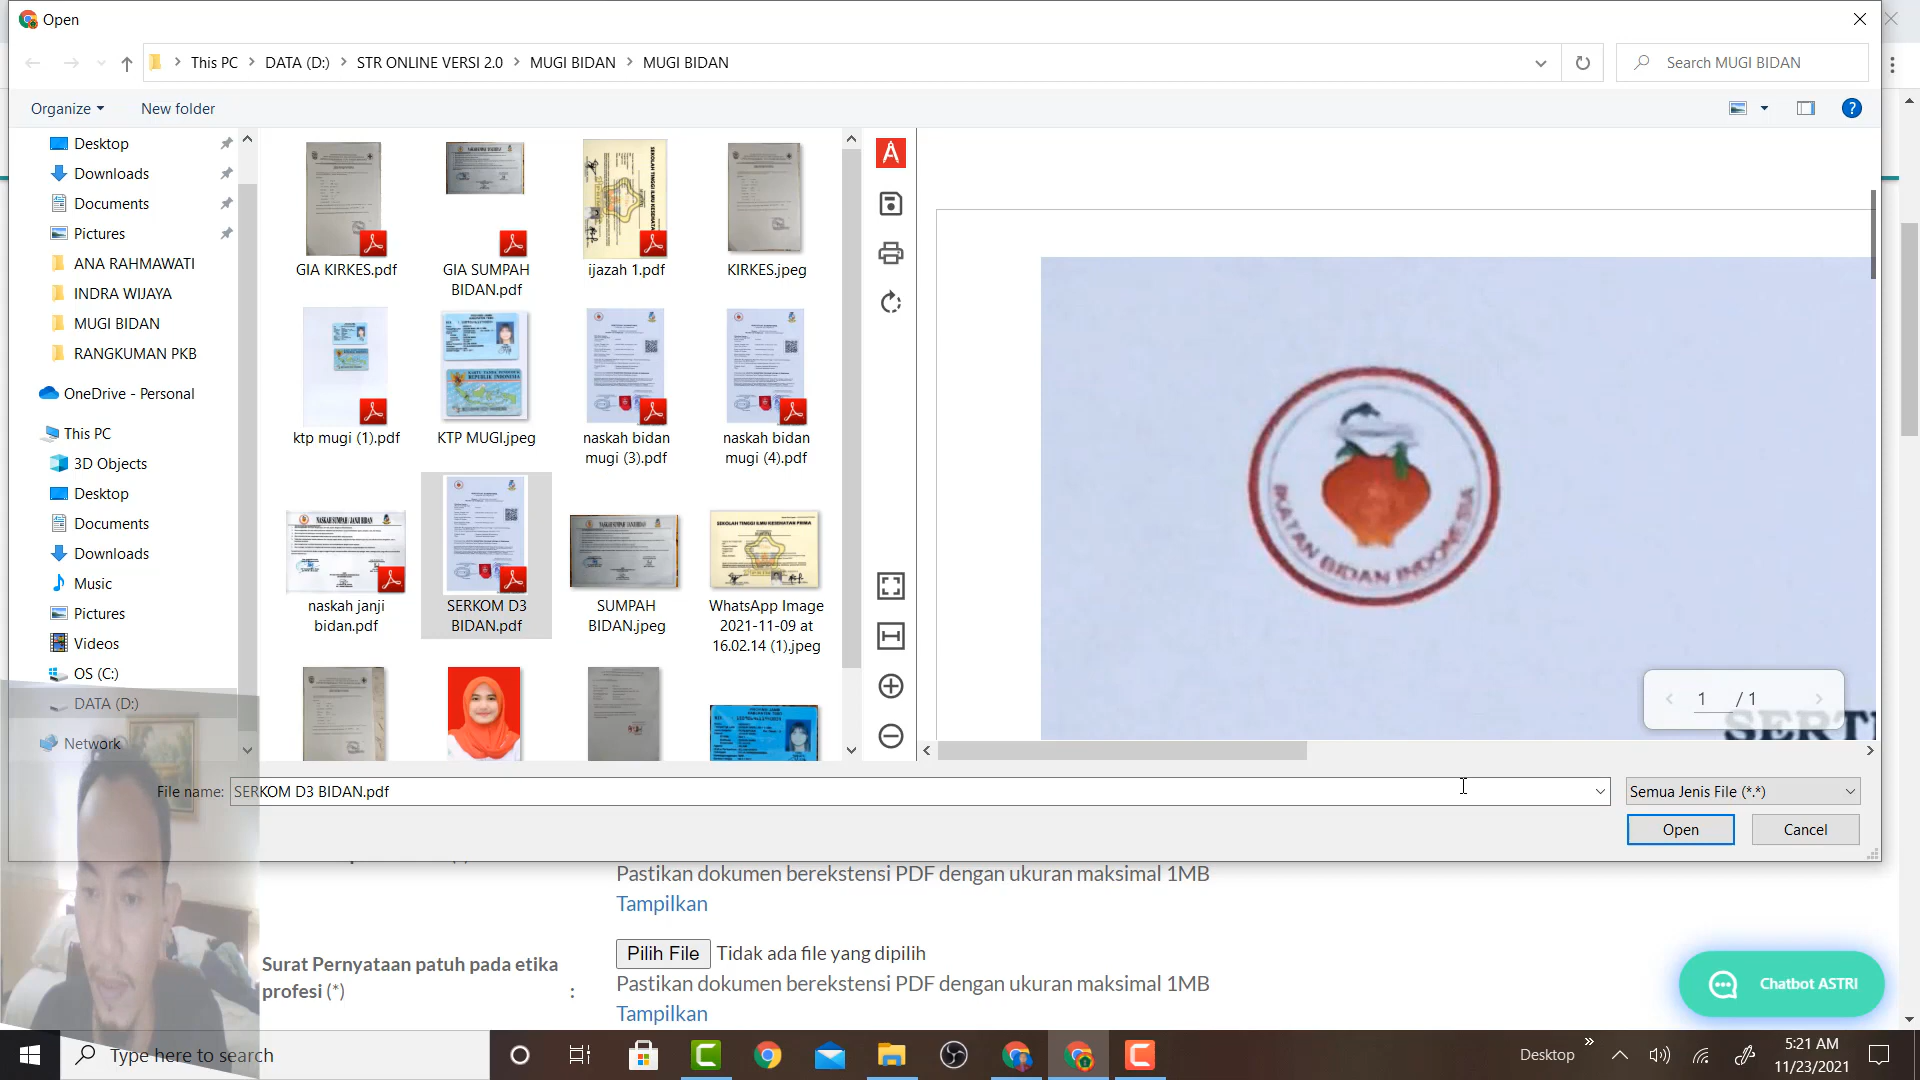 Open
This PC
DATA (D:)
STR ONLINE VERSI 2.0
MUGI BIDAN
MUGI BIDAN
Search MUGI BIDAN
Organize
New folder
Desktop
Downloads
Documents
Pictures
ANA RAHMAWATI
INDRA WIJAYA
MUGI BIDAN
RANGKUMAN PKB
OneDrive - Personal
This PC
3D Objects
Desktop
Documents
Downloads
Music
Pictures
Videos
OS (C:)
DATA (D:)
Network
GIA KIRKES.pdf
GIA SUMPAH
BIDAN.pdf
ijazah 1.pdf
KIRKES.jpeg
ktp mugi (1).pdf
KTP MUGI.jpeg
naskah bidan
mugi (3).pdf
naskah bidan
mugi (4).pdf
naskah janji
bidan.pdf
SERKOM D3
BIDAN.pdf
SUMPAH
BIDAN.jpeg
WhatsApp Image
2021-11-09 at
16.02.14 (1).jpeg
IKATAN BIDAN INDONESIA
1 / 1
File name:
SERKOM D3 BIDAN.pdf
Semua Jenis File (*.*)
Open
Cancel
Pastikan dokumen berekstensi PDF dengan ukuran maksimal 1MB
Tampilkan
Surat Pernyataan patuh pada etika
profesi (*)
:
Pilih File
Tidak ada file yang dipilih
Pastikan dokumen berekstensi PDF dengan ukuran maksimal 1MB
Tampilkan
Chatbot ASTRI
Type here to search
Desktop
5:21 AM
11/23/2021